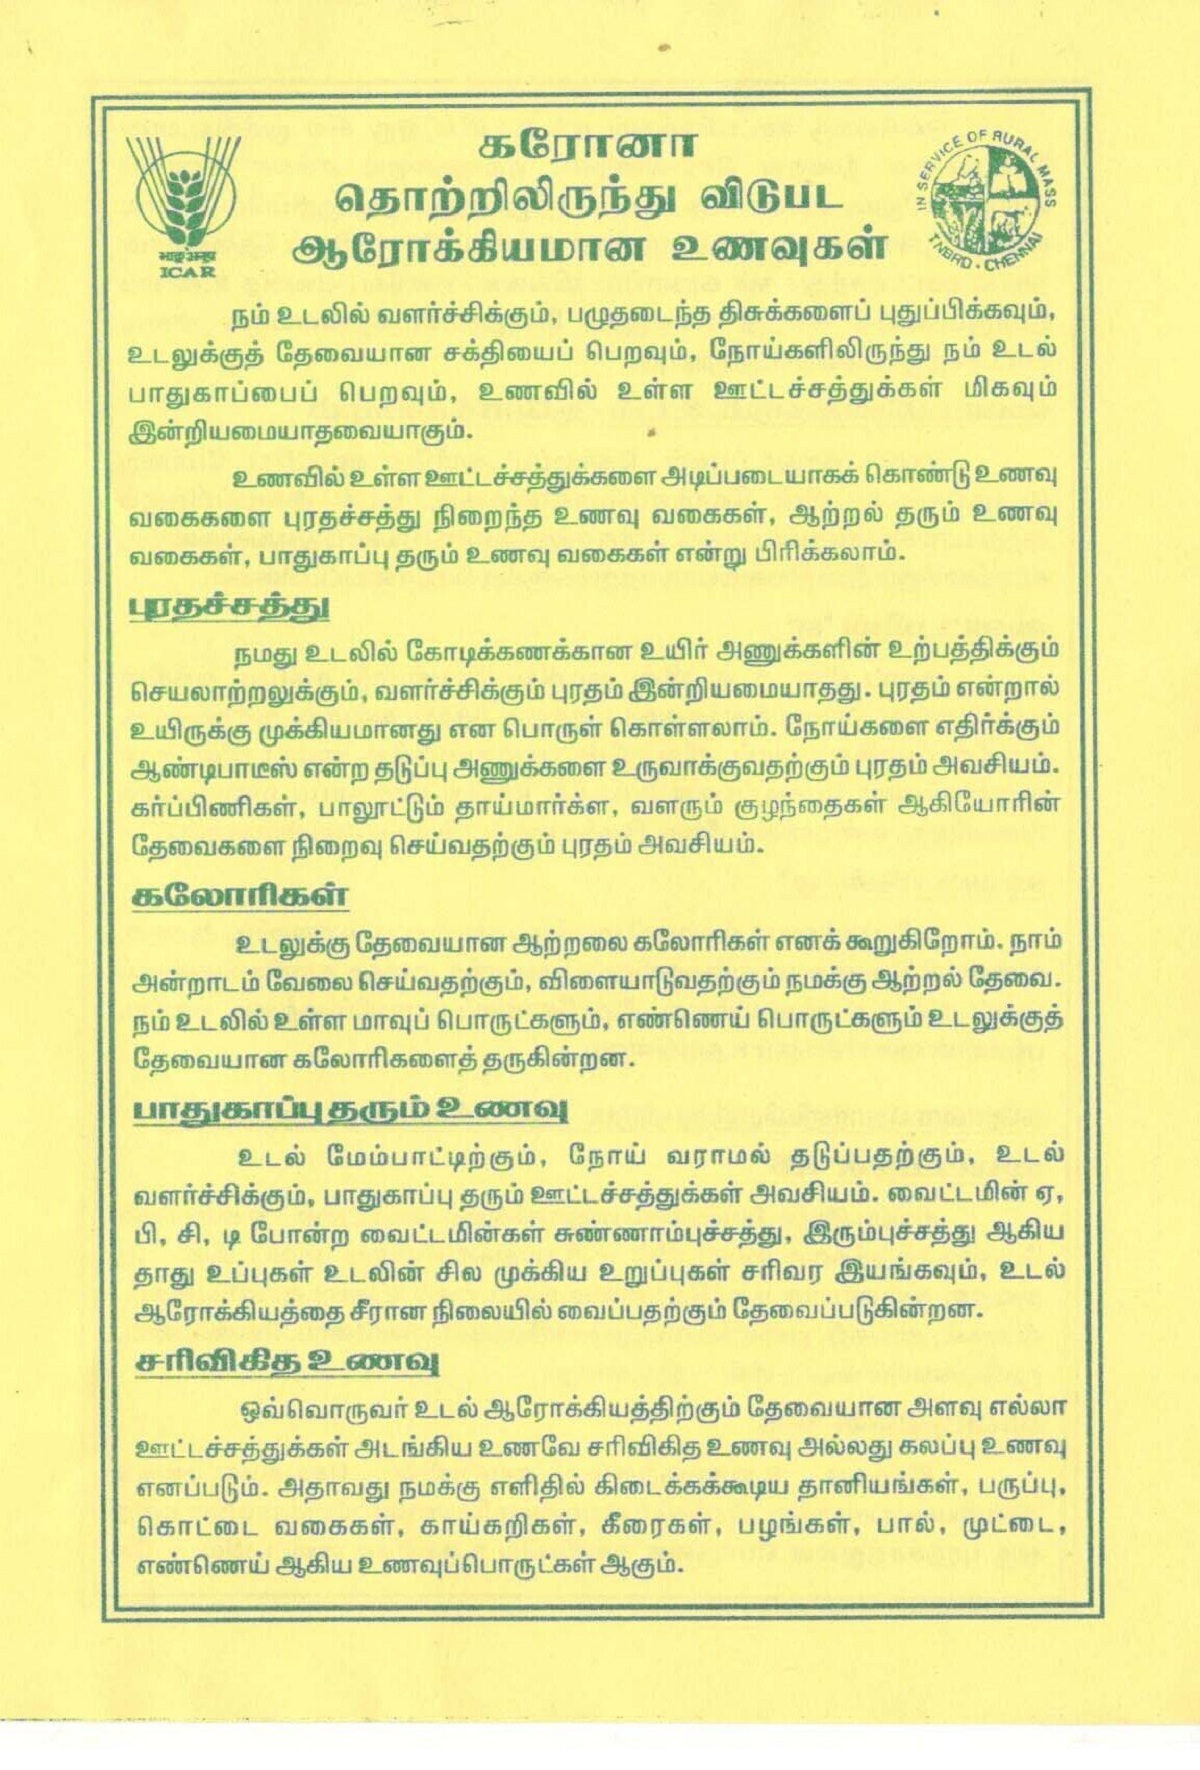 கரோனா
தொற்றிலிருந்து விடுபட
ஆரோக்கியமான உணவுகள்
भाकृअनुप
ICAR
IN SERVICE OF RURAL MASS
TNBRD - CHENNAI
நம் உடலில் வளர்ச்சிக்கும், பழுதடைந்த திசுக்களைப் புதுப்பிக்கவும்,
உடலுக்குத் தேவையான சக்தியைப் பெறவும், நோய்களிலிருந்து நம் உடல்
பாதுகாப்பைப் பெறவும், உணவில் உள்ள ஊட்டச்சத்துக்கள் மிகவும்
இன்றியமையாதவையாகும்.
உணவில் உள்ள ஊட்டச்சத்துக்களை அடிப்படையாகக் கொண்டு உணவு
வகைகளை புரதச்சத்து நிறைந்த உணவு வகைகள், ஆற்றல் தரும் உணவு
வகைகள், பாதுகாப்பு தரும் உணவு வகைகள் என்று பிரிக்கலாம்.
புரதச்சத்து
நமது உடலில் கோடிக்கணக்கான உயிர் அணுக்களின் உற்பத்திக்கும்
செயலாற்றலுக்கும், வளர்ச்சிக்கும் புரதம் இன்றியமையாதது. புரதம் என்றால்
உயிருக்கு முக்கியமானது என பொருள் கொள்ளலாம். நோய்களை எதிர்க்கும்
ஆண்டிபாடீஸ் என்ற தடுப்பு அணுக்களை உருவாக்குவதற்கும் புரதம் அவசியம்.
கர்ப்பிணிகள், பாலூட்டும் தாய்மார்க்ள, வளரும் குழந்தைகள் ஆகியோரின்
தேவைகளை நிறைவு செய்வதற்கும் புரதம் அவசியம்.
கலோரிகள்
உடலுக்கு தேவையான ஆற்றலை கலோரிகள் எனக் கூறுகிறோம். நாம்
அன்றாடம் வேலை செய்வதற்கும், விளையாடுவதற்கும் நமக்கு ஆற்றல் தேவை.
நம் உடலில் உள்ள மாவுப் பொருட்களும், எண்ணெய் பொருட்களும் உடலுக்குத்
தேவையான கலோரிகளைத் தருகின்றன.
பாதுகாப்பு தரும் உணவு
உடல் மேம்பாட்டிற்கும், நோய் வராமல் தடுப்பதற்கும், உடல்
வளர்ச்சிக்கும், பாதுகாப்பு தரும் ஊட்டச்சத்துக்கள் அவசியம். வைட்டமின் ஏ,
பி, சி, டி போன்ற வைட்டமின்கள் சுண்ணாம்புச்சத்து, இரும்புச்சத்து ஆகிய
தாது உப்புகள் உடலின் சில முக்கிய உறுப்புகள் சரிவர இயங்கவும், உடல்
ஆரோக்கியத்தை சீரான நிலையில் வைப்பதற்கும் தேவைப்படுகின்றன.
சரிவிகித உணவு
ஒவ்வொருவர் உடல் ஆரோக்கியத்திற்கும் தேவையான அளவு எல்லா
ஊட்டச்சத்துக்கள் அடங்கிய உணவே சரிவிகித உணவு அல்லது கலப்பு உணவு
எனப்படும். அதாவது நமக்கு எளிதில் கிடைக்கக்கூடிய தானியங்கள், பருப்பு,
கொட்டை வகைகள், காய்கறிகள், கீரைகள், பழங்கள், பால், முட்டை,
எண்ணெய் ஆகிய உணவுப்பொருட்கள் ஆகும்.